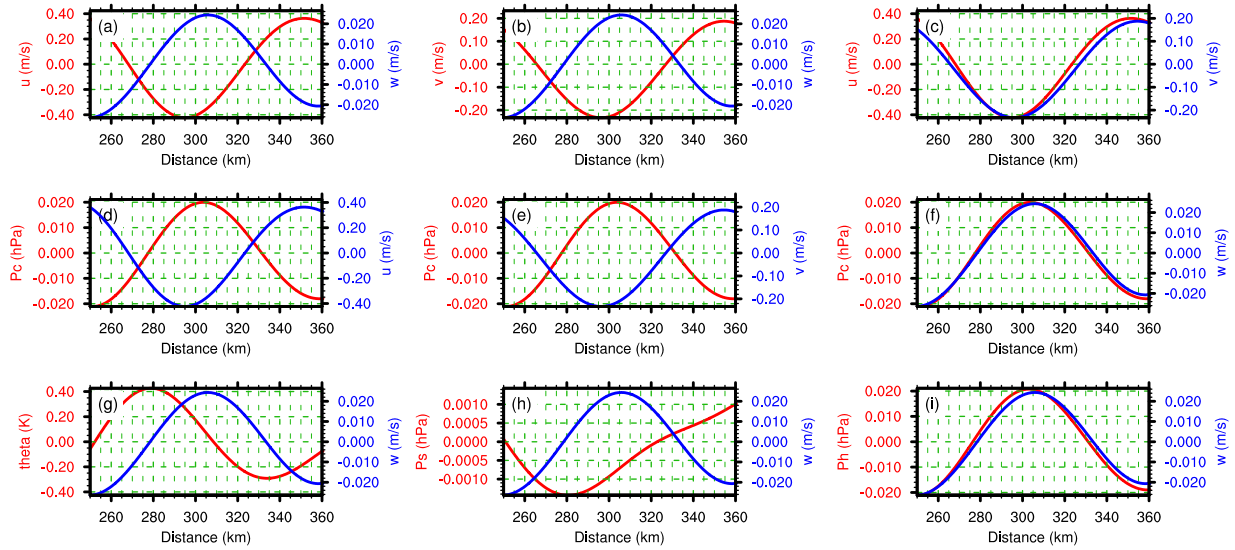 (a)
0.40
0.20
0.00
-0.20
-0.40
u (m/s)
0.020
0.010
0.000
-0.010
-0.020
w (m/s)
260 280 300 320 340 360
Distance (km)
(b)
0.20
0.10
0.00
-0.10
-0.20
v (m/s)
0.020
0.010
0.000
-0.010
-0.020
w (m/s)
260 280 300 320 340 360
Distance (km)
(c)
0.40
0.20
0.00
-0.20
-0.40
u (m/s)
0.20
0.10
0.00
-0.10
-0.20
v (m/s)
260 280 300 320 340 360
Distance (km)
(d)
0.020
0.010
0.000
-0.010
-0.020
Pc (hPa)
0.40
0.20
0.00
-0.20
-0.40
u (m/s)
260 280 300 320 340 360
Distance (km)
(e)
0.020
0.010
0.000
-0.010
-0.020
Pc (hPa)
0.20
0.10
0.00
-0.10
-0.20
v (m/s)
260 280 300 320 340 360
Distance (km)
(f)
0.020
0.010
0.000
-0.010
-0.020
Pc (hPa)
0.020
0.010
0.000
-0.010
-0.020
w (m/s)
260 280 300 320 340 360
Distance (km)
(g)
0.40
0.20
0.00
-0.20
-0.40
theta (K)
0.020
0.010
0.000
-0.010
-0.020
w (m/s)
260 280 300 320 340 360
Distance (km)
(h)
0.0010
0.0005
0.0000
-0.0005
-0.0010
Ps (hPa)
0.020
0.010
0.000
-0.010
-0.020
w (m/s)
260 280 300 320 340 360
Distance (km)
(i)
0.020
0.010
0.000
-0.010
-0.020
Ph (hPa)
0.020
0.010
0.000
-0.010
-0.020
w (m/s)
260 280 300 320 340 360
Distance (km)